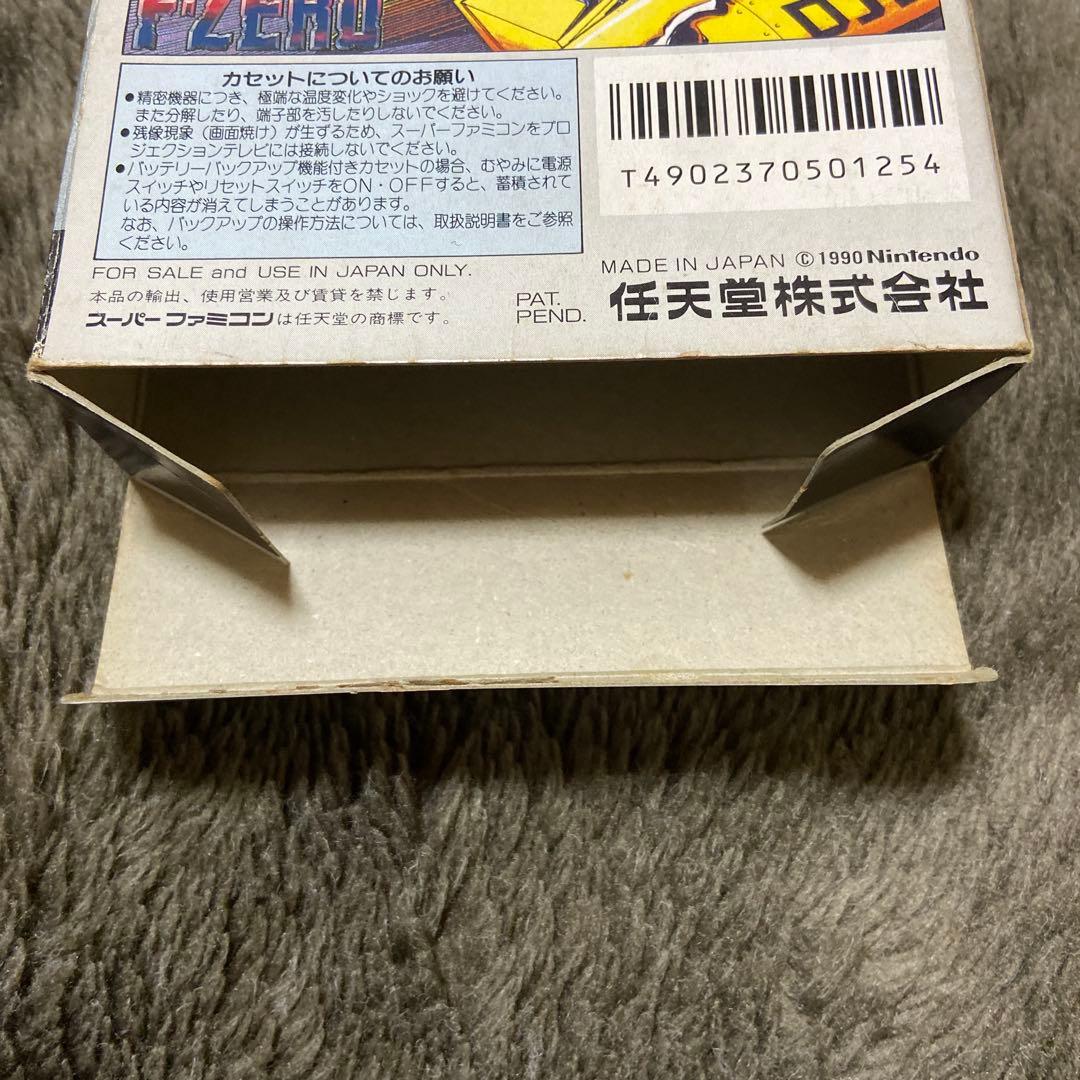 F-ZERO
カセットについてのお願い
●精密機器につき、極端な温度変化やショックを避けてください。
また分解したり、端子部を汚したりしないでください。
●残像現象(画面焼け)が生ずるため、スーパーファミコンをプロ
ジェクションテレビには接続しないでください。
●バッテリーバックアップ機能付きカセットの場合、むやみに電源
スイッチやリセットスイッチをON・OFFすると、蓄積されて
いる内容が消えてしまうことがあります。
なお、バックアップの操作方法については、取扱説明書をご参照
ください。
T4902370501254
FOR SALE and USE IN JAPAN ONLY.
本品の輸出、使用営業及び賃貸を禁じます。
スーパーファミコンは任天堂の商標です。
PAT.
PEND.
MADE IN JAPAN ©1990 Nintendo
任天堂株式会社